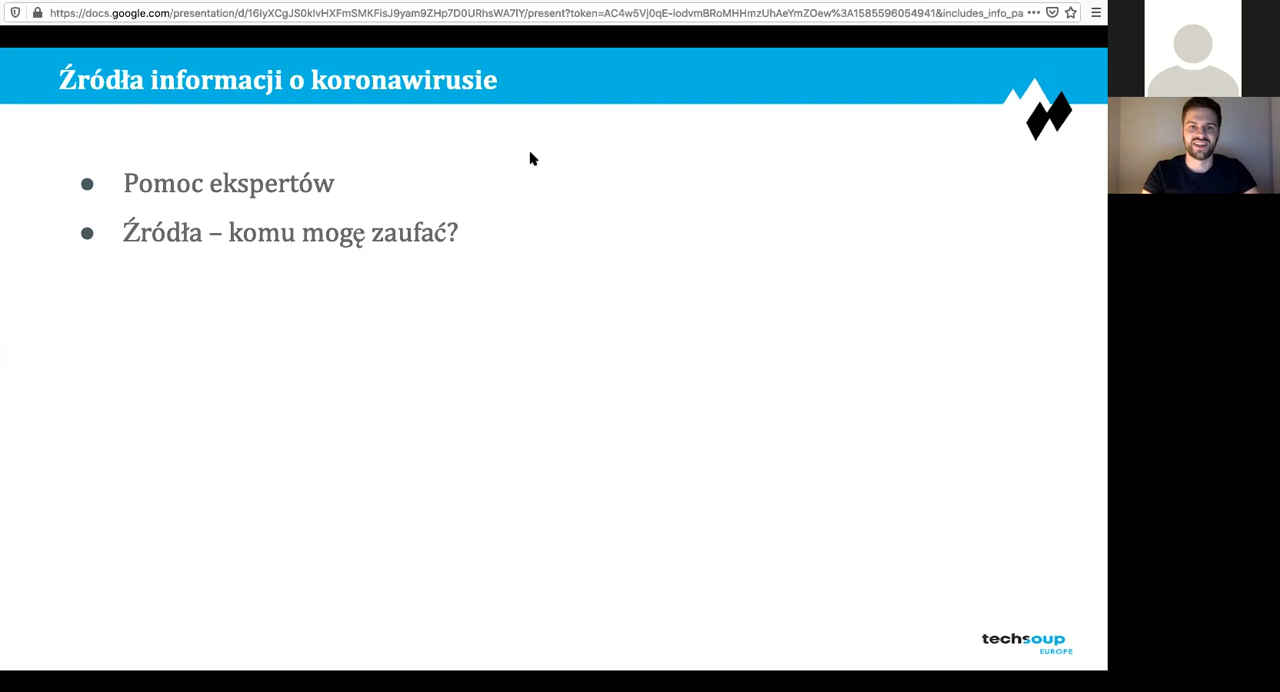 https://docs.google.com/presentation/d/16IyXCgJS0kIvHXFmSMKFisJ9yam9ZHp7D0URhsWA7IY/present?token=AC4w5Vj0qE-iodvmBRoMHHmzUhAeYmZOew%3A1585596054941&includes_info_pa
Źródła informacji o koronawirusie
Pomoc ekspertów
Źródła – komu mogę zaufać?
techsoup
EUROPE